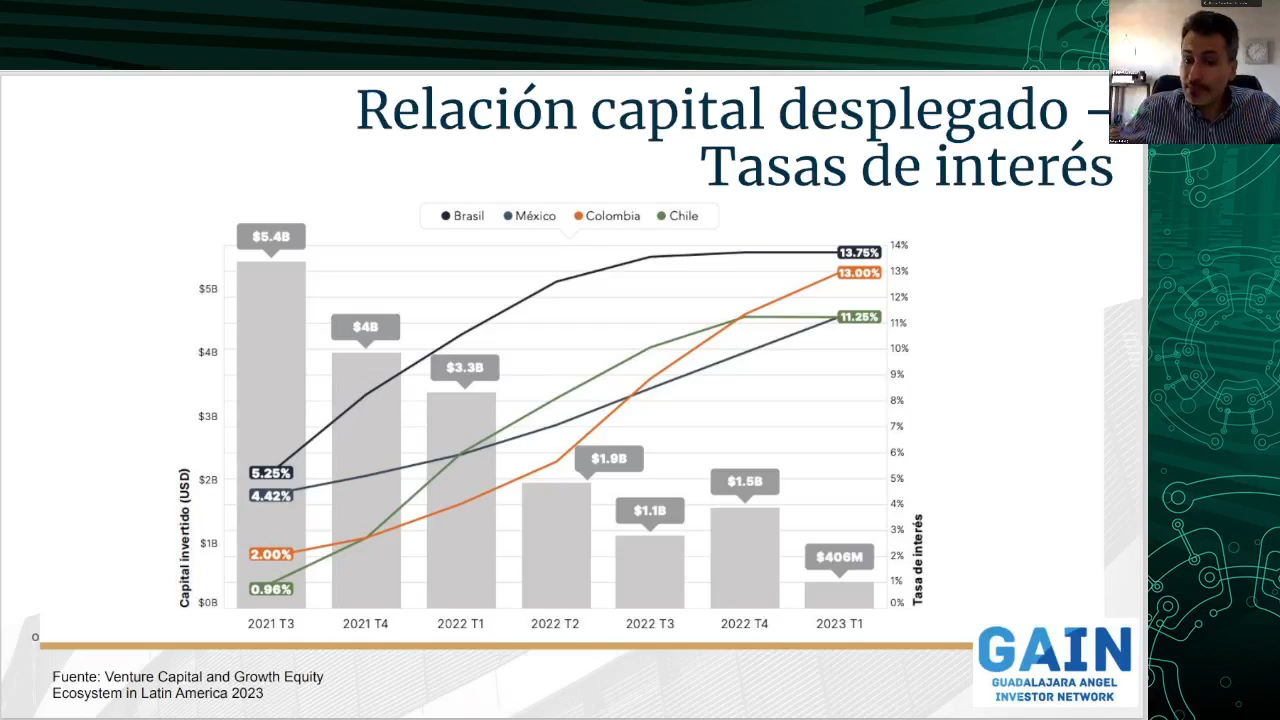 Relación capital desplegado –
Tasas de interés
Brasil México Colombia Chile
$5.4B
$4B
$3.3B
$1.9B
$1.1B
$1.5B
$406M
13.75%
13.00%
11.25%
5.25%
4.42%
2.00%
0.96%
Capital invertido (USD)
$5B
$4B
$3B
$2B
$1B
$0B
14%
13%
12%
11%
10%
9%
8%
7%
6%
5%
4%
3%
2%
1%
0%
Tasa de interés
2021 T3 2021 T4 2022 T1 2022 T2 2022 T3 2022 T4 2023 T1
o
Fuente: Venture Capital and Growth Equity
Ecosystem in Latin America 2023
GAIN
GUADALAJARA ANGEL
INVESTOR NETWORK